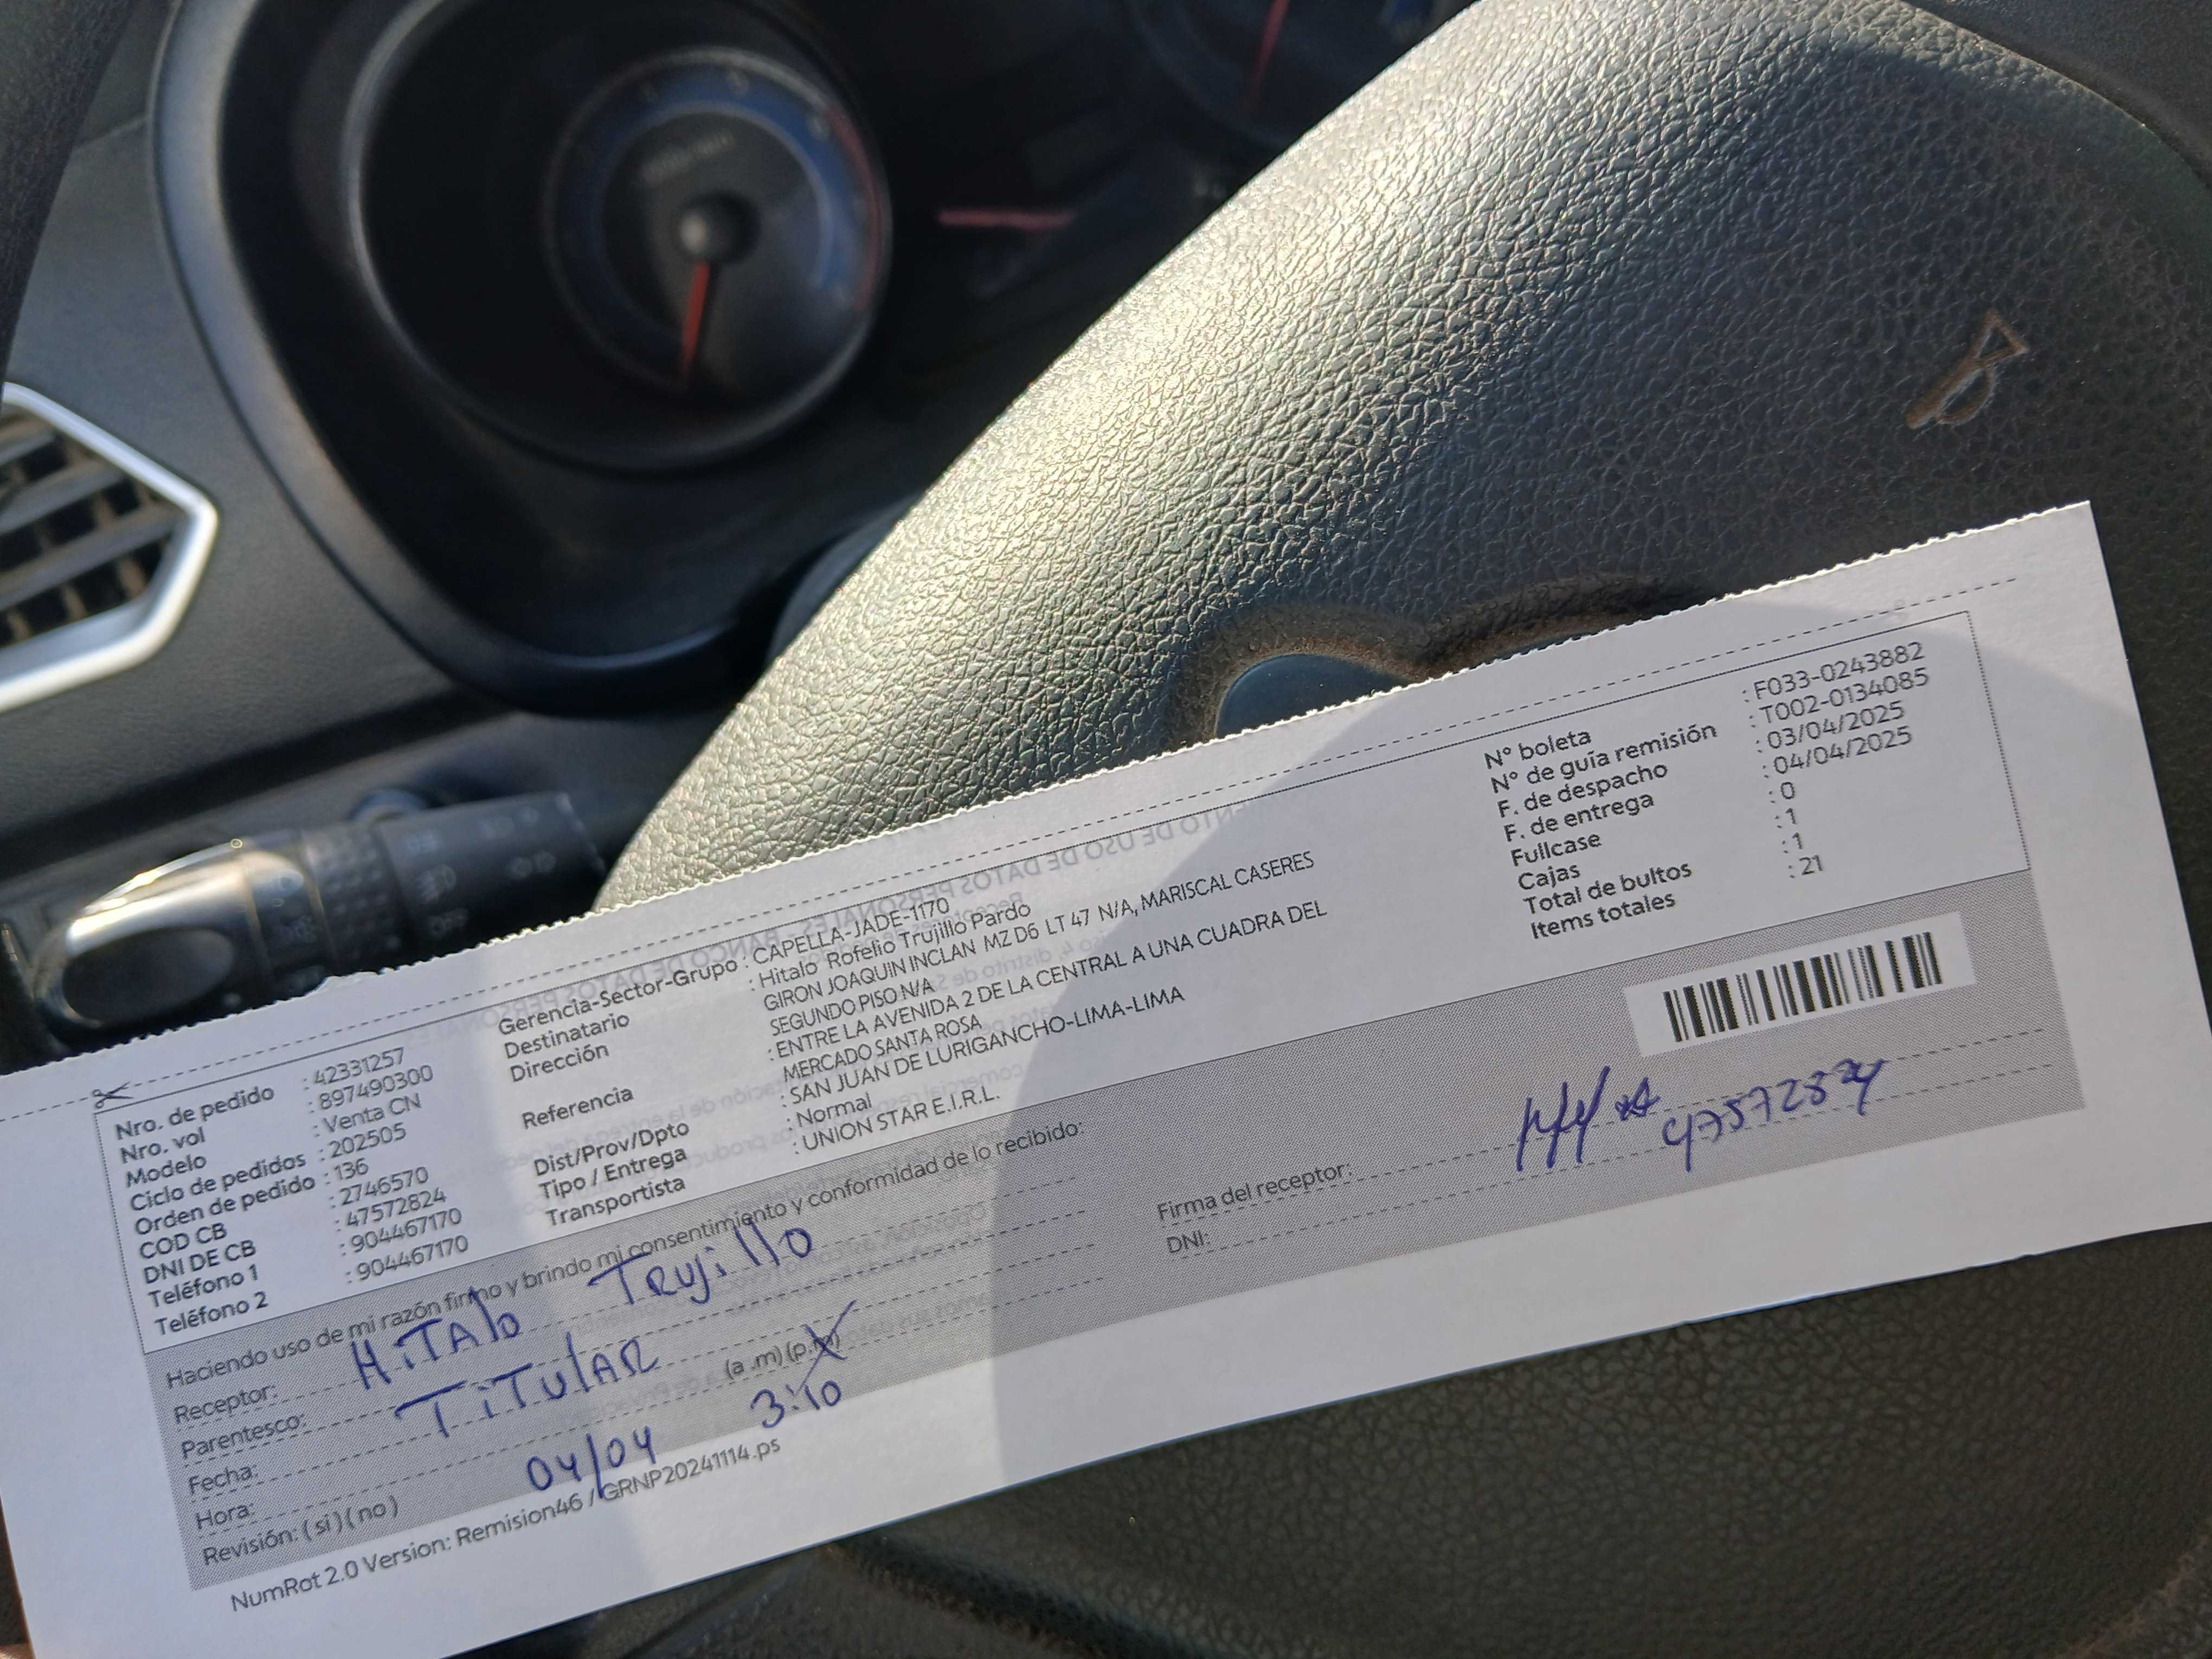 Nro. de pedido : 42331257
Nro. vol : 897490300
Modelo : Venta CN
Ciclo de pedidos : 202505
Orden de pedido : 136
COD CB : 2746570
DNI DE CB : 47572824
Teléfono 1 : 904467170
Teléfono 2 : 904467170
Gerencia-Sector-Grupo : CAPELLA-JADE-1170
Destinatario : Hitalo Rofelio Trujillo Pardo
Dirección GIRON JOAQUIN INCLAN MZ D6 LT 47 N/A, MARISCAL CASERES
SEGUNDO PISO N/A
Referencia : ENTRE LA AVENIDA 2 DE LA CENTRAL A UNA CUADRA DEL
MERCADO SANTA ROSA
Dist/Prov/Dpto : SAN JUAN DE LURIGANCHO-LIMA-LIMA
Tipo / Entrega : Normal
Transportista : UNION STAR E.I.R.L.
N° boleta : F033-0243882
N° de guía remisión : T002-0134085
F. de despacho : 03/04/2025
F. de entrega : 04/04/2025
Fullcase : 0
Cajas : 1
Total de bultos : 1
Items totales : 21
Haciendo uso de mi razón firmo y brindo mi consentimiento y conformidad de lo recibido:
Receptor: HiTAlo TRUjillo
Parentesco: TiTulAR
Fecha: 04/04
Hora: 3:10 (a .m) (p.m)
Revisión: ( si ) ( no )
Firma del receptor:
DNI: 47572824
NumRot 2.0 Version: Remision46 / GRNP20241114.ps